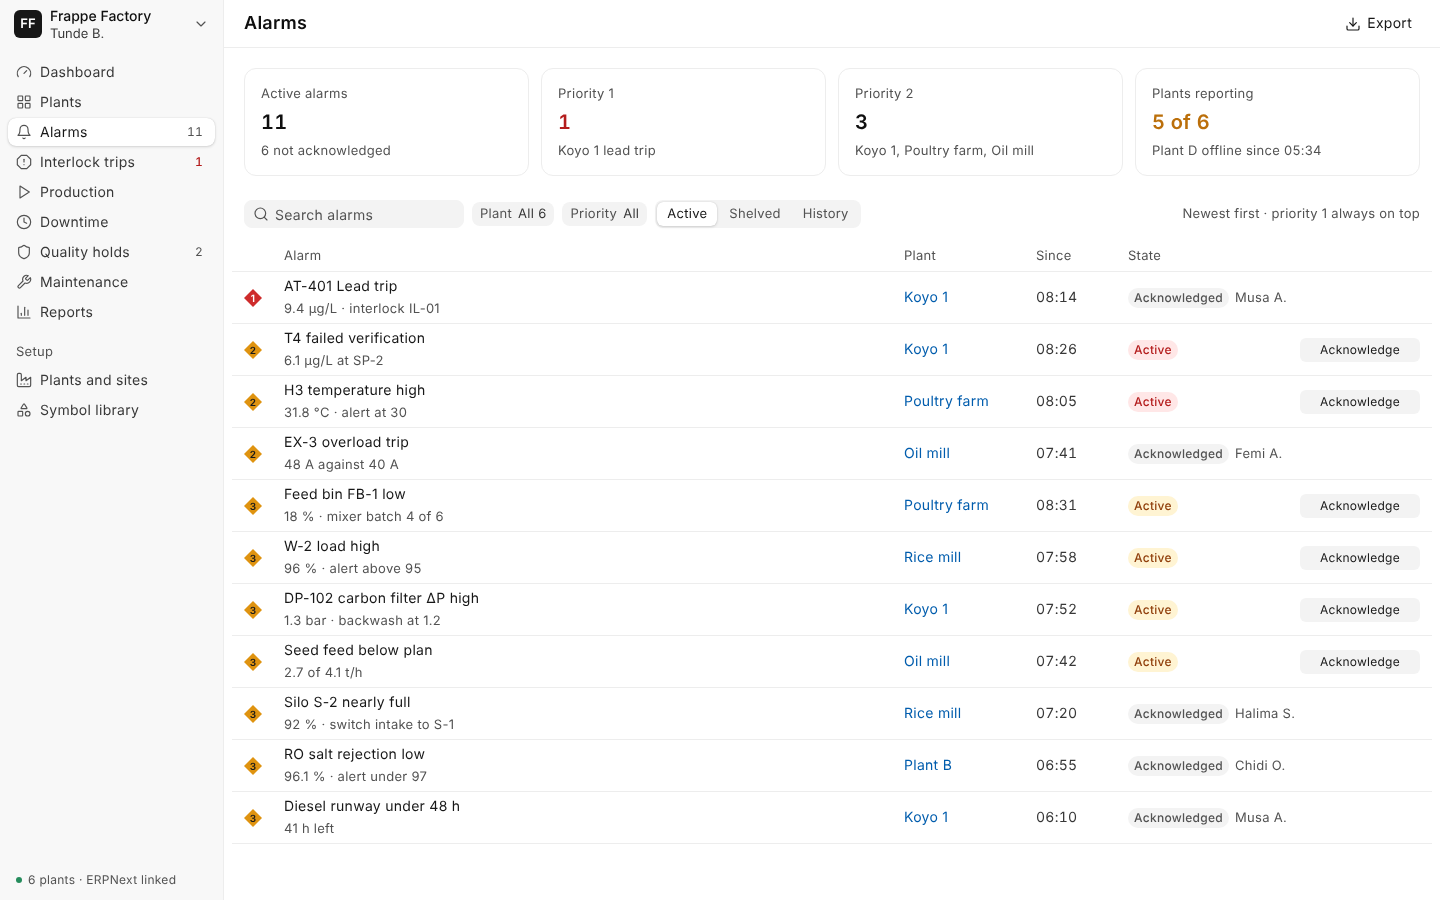 FF
Frappe Factory
Tunde B.
Dashboard
Plants
Alarms 11
Interlock trips 1
Production
Downtime
Quality holds 2
Maintenance
Reports
Setup
Plants and sites
Symbol library
6 plants · ERPNext linked
Alarms
Export
Active alarms
11
6 not acknowledged
Priority 1
1
Koyo 1 lead trip
Priority 2
3
Koyo 1, Poultry farm, Oil mill
Plants reporting
5 of 6
Plant D offline since 05:34
Search alarms Plant All 6 Priority All Active Shelved History Newest first · priority 1 always on top
Alarm Plant Since State
1 AT-401 Lead trip Koyo 1 08:14 Acknowledged Musa A.
9.4 µg/L · interlock IL-01
2 T4 failed verification Koyo 1 08:26 Active Acknowledge
6.1 µg/L at SP-2
2 H3 temperature high Poultry farm 08:05 Active Acknowledge
31.8 °C · alert at 30
2 EX-3 overload trip Oil mill 07:41 Acknowledged Femi A.
48 A against 40 A
3 Feed bin FB-1 low Poultry farm 08:31 Active Acknowledge
18 % · mixer batch 4 of 6
3 W-2 load high Rice mill 07:58 Active Acknowledge
96 % · alert above 95
3 DP-102 carbon filter ΔP high Koyo 1 07:52 Active Acknowledge
1.3 bar · backwash at 1.2
3 Seed feed below plan Oil mill 07:42 Active Acknowledge
2.7 of 4.1 t/h
3 Silo S-2 nearly full Rice mill 07:20 Acknowledged Halima S.
92 % · switch intake to S-1
3 RO salt rejection low Plant B 06:55 Acknowledged Chidi O.
96.1 % · alert under 97
3 Diesel runway under 48 h Koyo 1 06:10 Acknowledged Musa A.
41 h left